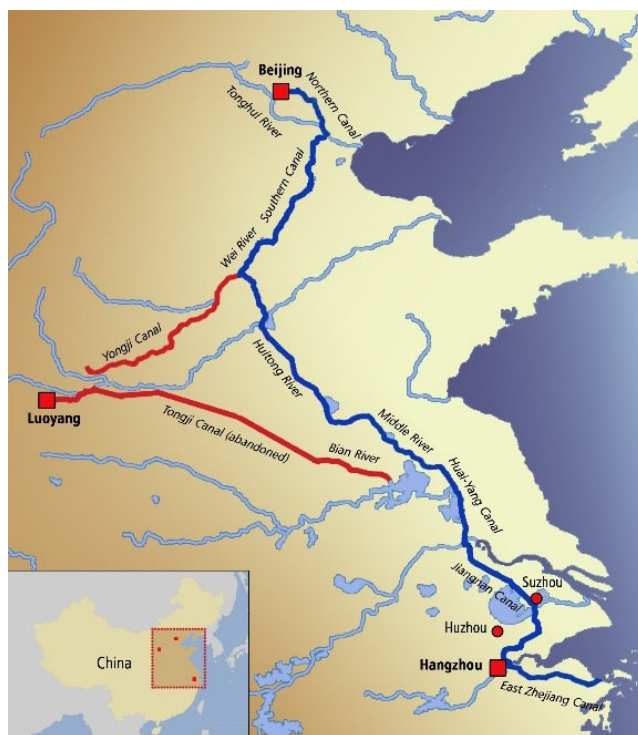 Beijing
Northern Canal
Tonghui River
Southern Canal
Wei River
Yongji Canal
Huitong River
Luoyang
Tongji Canal (abandoned)
Bian River
Middle River
Huai-Yang Canal
Jiangnan Canal
Suzhou
Huzhou
Hangzhou
East Zhejiang Canal
China